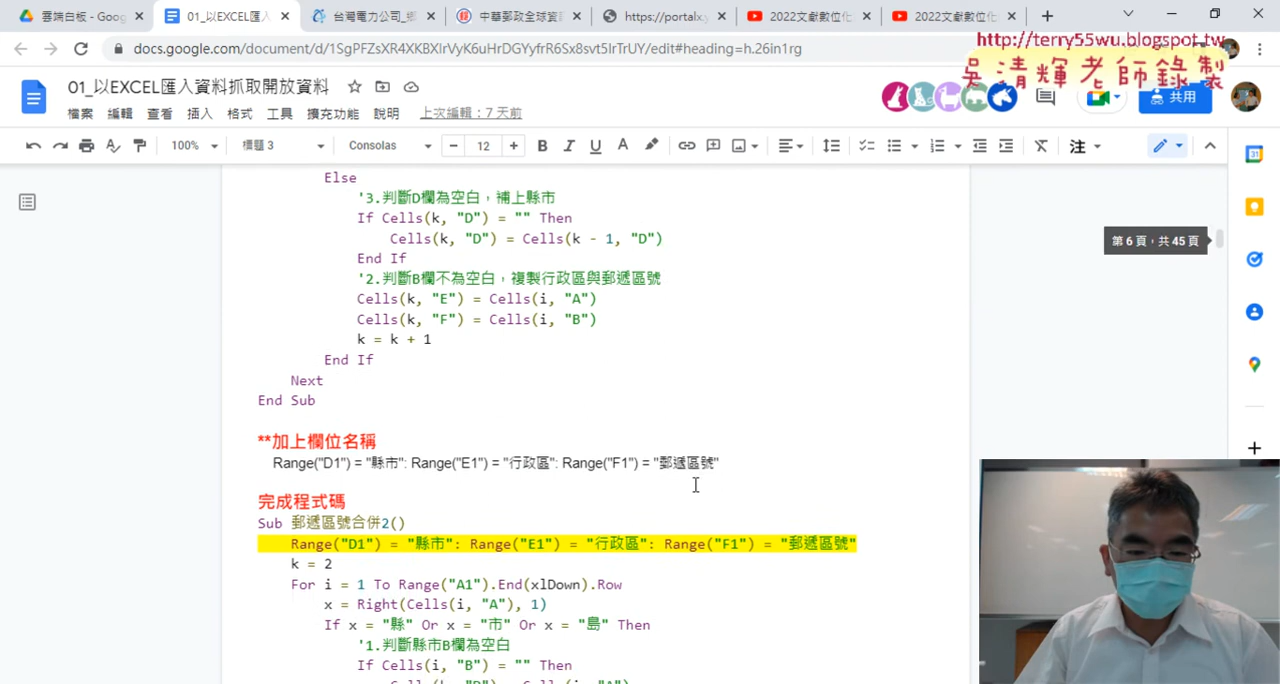 雲端白板 - Goog
01_以EXCEL匯入
台灣電力公司_
中華郵政全球資
https://portalx.y
2022文獻數位化
2022文獻數位化
docs.google.com/document/d/1SgPFZsXR4XKBXIrVyK6uHrDGYyfrR6Sx8svt5IrTrUY/edit#heading=h.26in1rg
http://terry55wu.blogspot.tw
吳清輝老師錄製
01_以EXCEL匯入資料抓取開放資料
檔案 編輯 查看 插入 格式 工具 擴充功能 說明 上次編輯：7 天前
共用
100% 標題 3 Consolas 12 B I U A 注
第 6 頁，共 45 頁
Else
'3.判斷D欄為空白，補上縣市
If Cells(k, "D") = "" Then
Cells(k, "D") = Cells(k - 1, "D")
End If
'2.判斷B欄不為空白，複製行政區與郵遞區號
Cells(k, "E") = Cells(i, "A")
Cells(k, "F") = Cells(i, "B")
k = k + 1
End If
Next
End Sub
**加上欄位名稱
Range("D1") = "縣市": Range("E1") = "行政區": Range("F1") = "郵遞區號"
完成程式碼
Sub 郵遞區號合併2()
Range("D1") = "縣市": Range("E1") = "行政區": Range("F1") = "郵遞區號"
k = 2
For i = 1 To Range("A1").End(xlDown).Row
x = Right(Cells(i, "A"), 1)
If x = "縣" Or x = "市" Or x = "島" Then
'1.判斷縣市B欄為空白
If Cells(i, "B") = "" Then